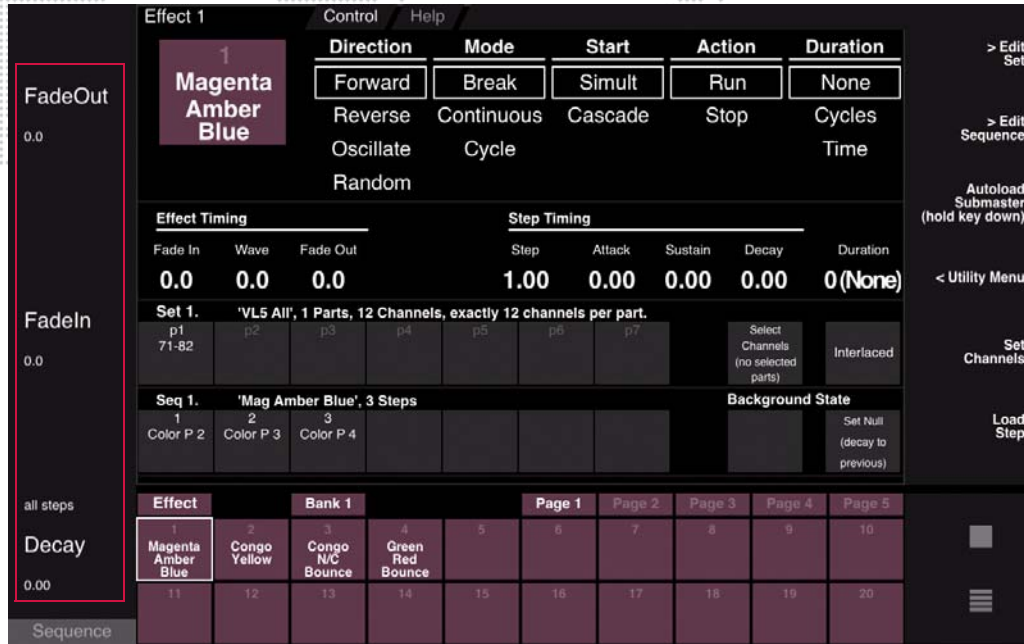 Effect 1
Control Help
FadeOut
0.0
FadeIn
0.0
all steps
Decay
0.00
Sequence
1
Magenta
Amber
Blue
Direction Mode Start Action Duration
Forward Break Simult Run None
Reverse Continuous Cascade Stop Cycles
Oscillate Cycle Time
Random
Effect Timing Step Timing
Fade In Wave Fade Out Step Attack Sustain Decay Duration
0.0 0.0 0.0 1.00 0.00 0.00 0.00 0 (None)
Set 1. 'VL5 All', 1 Parts, 12 Channels, exactly 12 channels per part.
p1 p2 p3 p4 p5 p6 p7
71-82
Select
Channels
(no selected
parts)
Interlaced
Seq 1. 'Mag Amber Blue', 3 Steps Background State
1 2 3
Color P 2 Color P 3 Color P 4
Set Null
(decay to
previous)
Effect Bank 1 Page 1 Page 2 Page 3 Page 4 Page 5
1 2 3 4 5 6 7 8 9 10
Magenta
Amber
Blue
Congo
Yellow
Congo
N/C
Bounce
Green
Red
Bounce
11 12 13 14 15 16 17 18 19 20
> Edit
Set
> Edit
Sequence
Autoload
Submaster
(hold key down)
< Utility Menu
Set
Channels
Load
Step